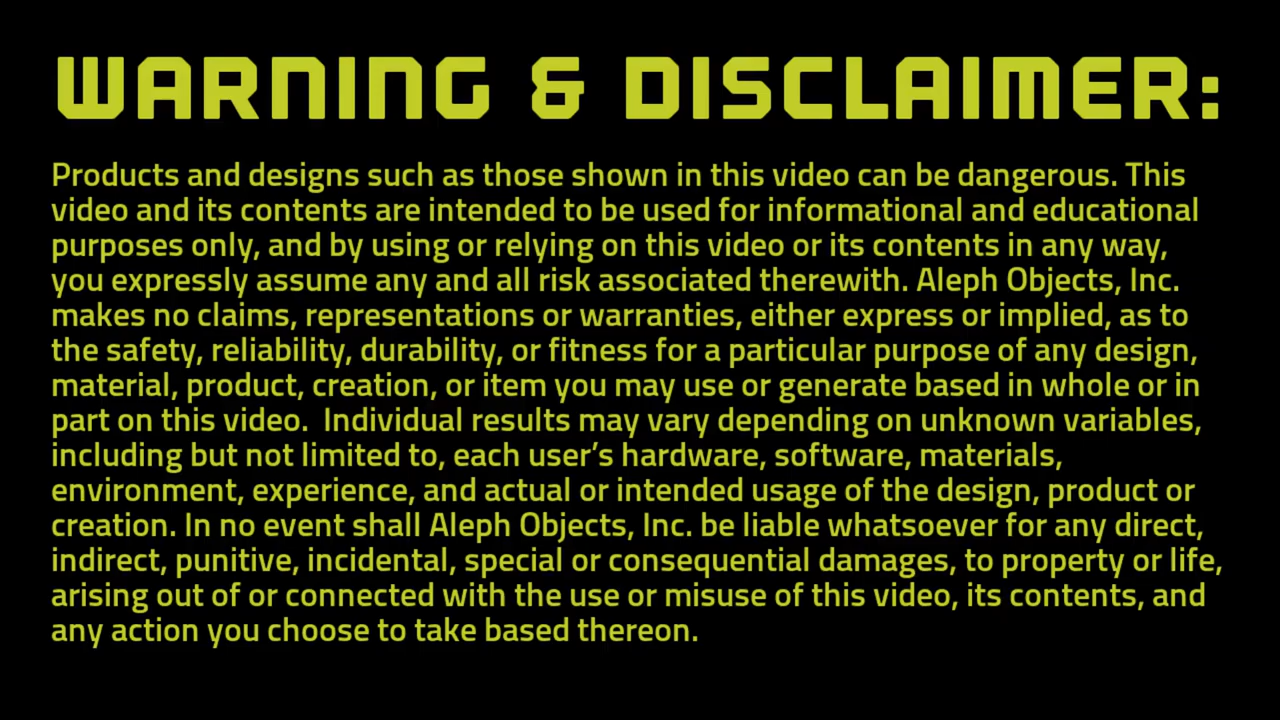 WARNING & DISCLAIMER:
Products and designs such as those shown in this video can be dangerous. This
video and its contents are intended to be used for informational and educational
purposes only, and by using or relying on this video or its contents in any way,
you expressly assume any and all risk associated therewith. Aleph Objects, Inc.
makes no claims, representations or warranties, either express or implied, as to
the safety, reliability, durability, or fitness for a particular purpose of any design,
material, product, creation, or item you may use or generate based in whole or in
part on this video.  Individual results may vary depending on unknown variables,
including but not limited to, each user’s hardware, software, materials,
environment, experience, and actual or intended usage of the design, product or
creation. In no event shall Aleph Objects, Inc. be liable whatsoever for any direct,
indirect, punitive, incidental, special or consequential damages, to property or life,
arising out of or connected with the use or misuse of this video, its contents, and
any action you choose to take based thereon.